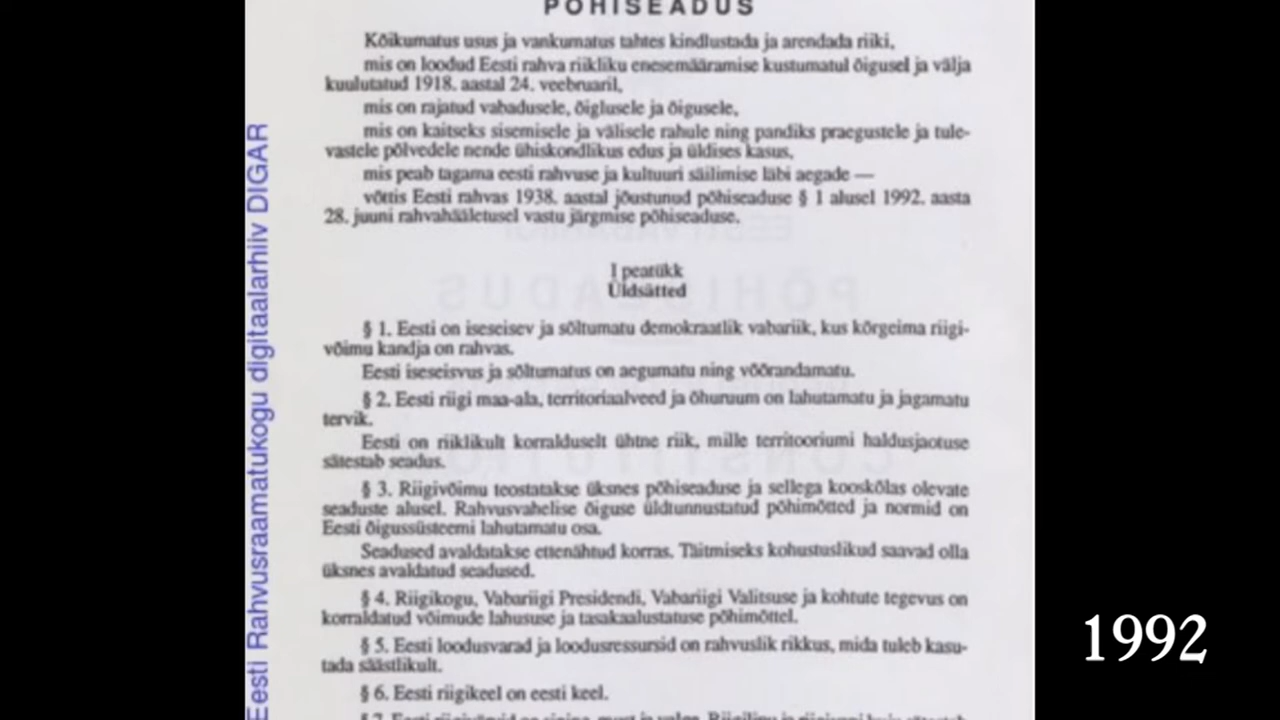 PÕHISEADUS
Kõikumatus usus ja vankumatus tahtes kindlustada ja arendada riiki,
mis on loodud Eesti rahva riikliku enesemääramise kustumatul õigusel ja välja
kuulutatud 1918. aastal 24. veebruaril,
mis on rajatud vabadusele, õiglusele ja õigusele,
mis on kaitseks sisemisele ja välisele rahule ning pandiks praegustele ja tule-
vastele põlvedele nende ühiskondlikus edus ja üldises kasus,
mis peab tagama eesti rahvuse ja kultuuri säilimise läbi aegade —
võttis Eesti rahvas 1938. aastal jõustunud põhiseaduse § 1 alusel 1992. aasta
28. juuni rahvahääletusel vastu järgmise põhiseaduse.
I peatükk
Üldsätted
§ 1. Eesti on iseseisev ja sõltumatu demokraatlik vabariik, kus kõrgeima riigi-
võimu kandja on rahvas.
Eesti iseseisvus ja sõltumatus on aegumatu ning võõrandamatu.
§ 2. Eesti riigi maa-ala, territoriaalveed ja õhuruum on lahutamatu ja jagamatu
tervik.
Eesti on riiklikult korralduselt ühtne riik, mille territooriumi haldusjaotuse
sätestab seadus.
§ 3. Riigivõimu teostatakse üksnes põhiseaduse ja sellega kooskõlas olevate
seaduste alusel. Rahvusvahelise õiguse üldtunnustatud põhimõtted ja normid on
Eesti õigussüsteemi lahutamatu osa.
Seadused avaldatakse ettenähtud korras. Täitmiseks kohustuslikud saavad olla
üksnes avaldatud seadused.
§ 4. Riigikogu, Vabariigi Presidendi, Vabariigi Valitsuse ja kohtute tegevus on
korraldatud võimude lahususe ja tasakaalustatuse põhimõttel.
§ 5. Eesti loodusvarad ja loodusressursid on rahvuslik rikkus, mida tuleb kasu-
tada säästlikult.
§ 6. Eesti riigikeel on eesti keel.
Eesti Rahvusraamatukogu digitaalarhiiv DIGAR
1992